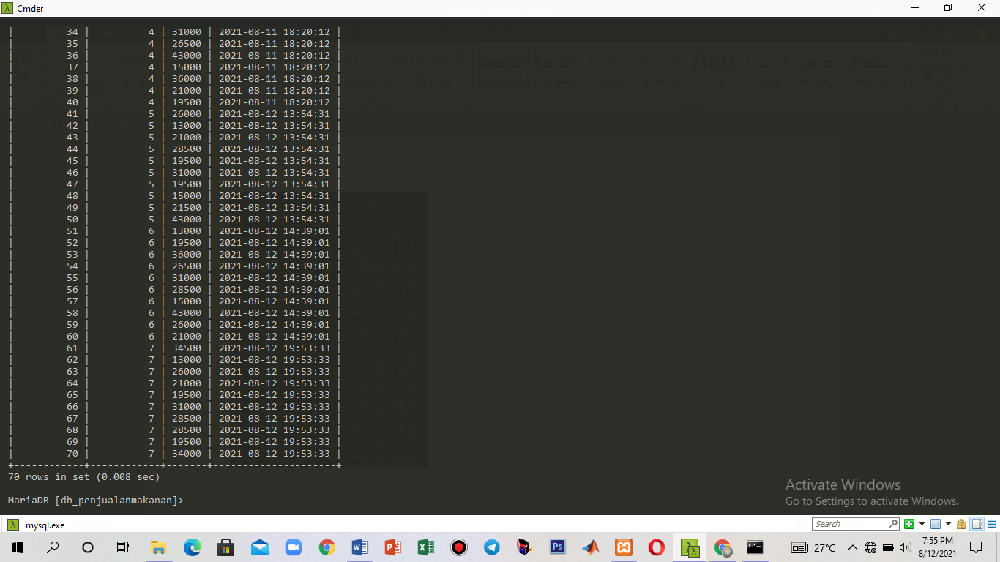 Cmder
| 34 | 4 | 31000 | 2021-08-11 18:20:12 |
| 35 | 4 | 26500 | 2021-08-11 18:20:12 |
| 36 | 4 | 43000 | 2021-08-11 18:20:12 |
| 37 | 4 | 15000 | 2021-08-11 18:20:12 |
| 38 | 4 | 36000 | 2021-08-11 18:20:12 |
| 39 | 4 | 21000 | 2021-08-11 18:20:12 |
| 40 | 4 | 19500 | 2021-08-11 18:20:12 |
| 41 | 5 | 26000 | 2021-08-12 13:54:31 |
| 42 | 5 | 13000 | 2021-08-12 13:54:31 |
| 43 | 5 | 21000 | 2021-08-12 13:54:31 |
| 44 | 5 | 28500 | 2021-08-12 13:54:31 |
| 45 | 5 | 19500 | 2021-08-12 13:54:31 |
| 46 | 5 | 31000 | 2021-08-12 13:54:31 |
| 47 | 5 | 19500 | 2021-08-12 13:54:31 |
| 48 | 5 | 15000 | 2021-08-12 13:54:31 |
| 49 | 5 | 21500 | 2021-08-12 13:54:31 |
| 50 | 5 | 43000 | 2021-08-12 13:54:31 |
| 51 | 6 | 13000 | 2021-08-12 14:39:01 |
| 52 | 6 | 19500 | 2021-08-12 14:39:01 |
| 53 | 6 | 36000 | 2021-08-12 14:39:01 |
| 54 | 6 | 26500 | 2021-08-12 14:39:01 |
| 55 | 6 | 31000 | 2021-08-12 14:39:01 |
| 56 | 6 | 28500 | 2021-08-12 14:39:01 |
| 57 | 6 | 15000 | 2021-08-12 14:39:01 |
| 58 | 6 | 43000 | 2021-08-12 14:39:01 |
| 59 | 6 | 26000 | 2021-08-12 14:39:01 |
| 60 | 6 | 21000 | 2021-08-12 14:39:01 |
| 61 | 7 | 34500 | 2021-08-12 19:53:33 |
| 62 | 7 | 13000 | 2021-08-12 19:53:33 |
| 63 | 7 | 26000 | 2021-08-12 19:53:33 |
| 64 | 7 | 21000 | 2021-08-12 19:53:33 |
| 65 | 7 | 19500 | 2021-08-12 19:53:33 |
| 66 | 7 | 31000 | 2021-08-12 19:53:33 |
| 67 | 7 | 28500 | 2021-08-12 19:53:33 |
| 68 | 7 | 28500 | 2021-08-12 19:53:33 |
| 69 | 7 | 19500 | 2021-08-12 19:53:33 |
| 70 | 7 | 34000 | 2021-08-12 19:53:33 |
+------------+------------+-------+---------------------+
70 rows in set (0.008 sec)
MariaDB [db_penjualanmakanan]>
Activate Windows
Go to Settings to activate Windows.
mysql.exe
Search
27°C
7:55 PM
8/12/2021